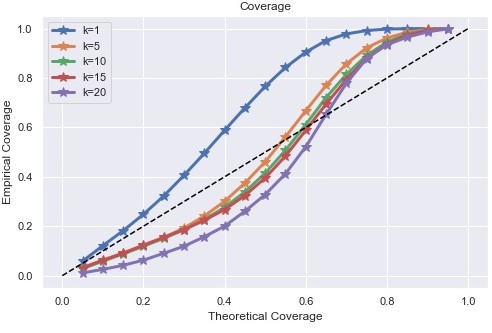 Coverage
k=1
k=5
k=10
k=15
k=20
Empirical Coverage
1.0
0.8
0.6
0.4
0.2
0.0
0.0 0.2 0.4 0.6 0.8 1.0
Theoretical Coverage